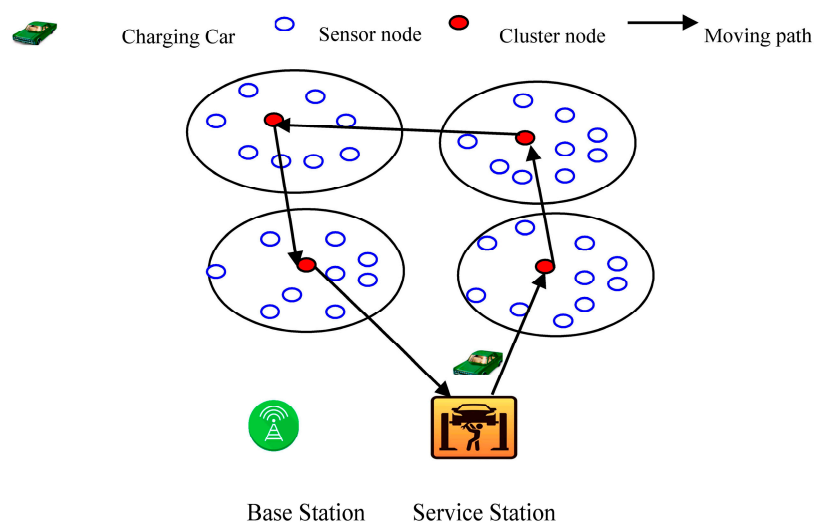 Charging Car Sensor node Cluster node Moving path
Base Station Service Station